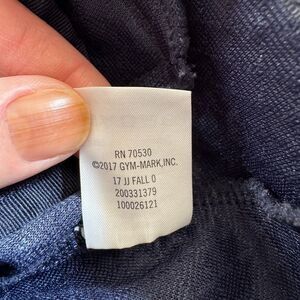 RN 70530
©2017 GYM-MARK,INC.
17 JJ FALL 0
200331379
100026121